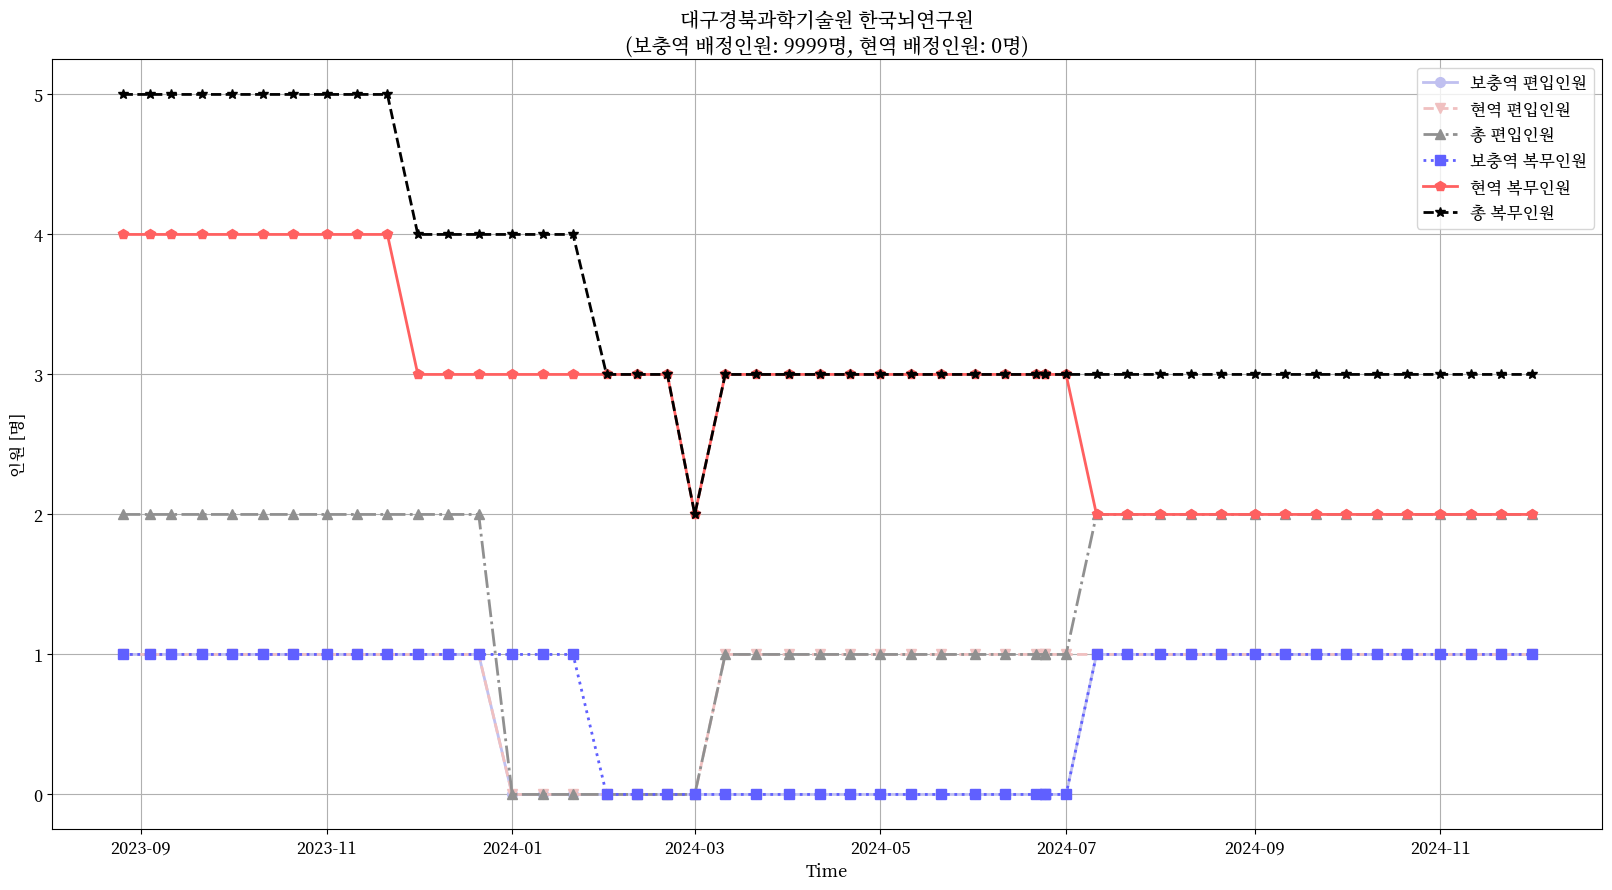 대구경북과학기술원 한국뇌연구원
(보충역 배정인원: 9999명, 현역 배정인원: 0명)
보충역 편입인원
현역 편입인원
총 편입인원
보충역 복무인원
현역 복무인원
총 복무인원
인원 [명]
5
4
3
2
1
0
2023-09
2023-11
2024-01
2024-03
2024-05
2024-07
2024-09
2024-11
Time